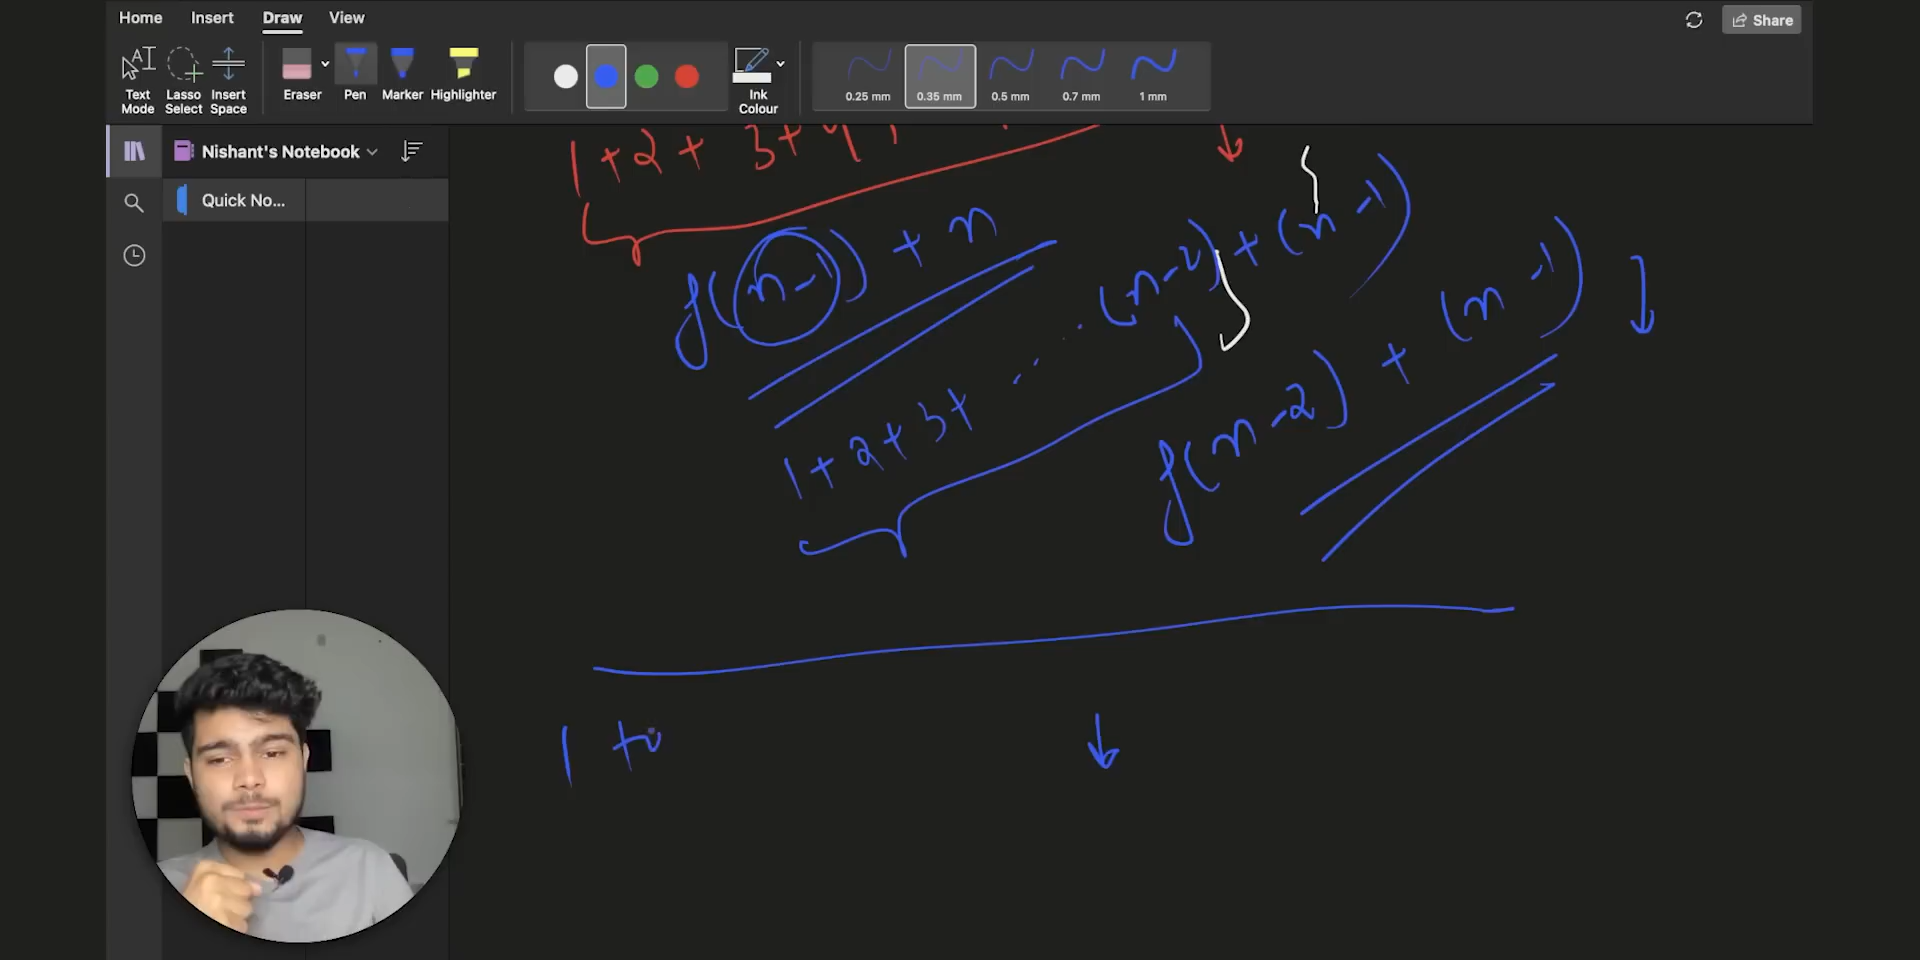 Home Insert Draw View
Share
Text Mode
Lasso Select
Insert Space
Eraser
Pen
Marker
Highlighter
Ink Colour
0.25 mm
0.35 mm
0.5 mm
0.7 mm
1 mm
Nishant's Notebook
Quick No...
1+2+3+4
f(n-1) + n
1+2+3+ ..... (n-2) + (n-1)
f(n-2) + (n-1)
1 to